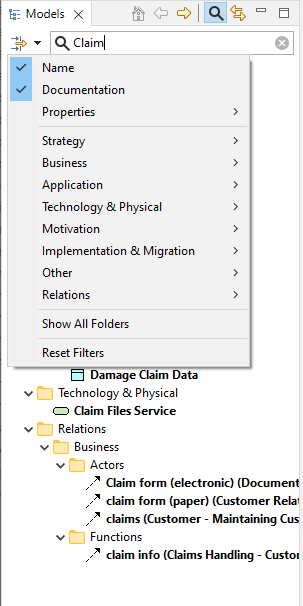 Models
Claim
Name
Documentation
Properties
Strategy
Business
Application
Technology & Physical
Motivation
Implementation & Migration
Other
Relations
Show All Folders
Reset Filters
Damage Claim Data
Technology & Physical
Claim Files Service
Relations
Business
Actors
Claim form (electronic) (Document
claim form (paper) (Customer Rela
claims (Customer - Maintaining Cus
Functions
claim info (Claims Handling - Custo